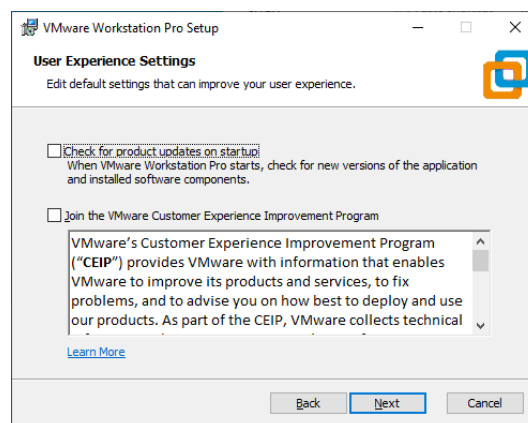 VMware Workstation Pro Setup
User Experience Settings
Edit default settings that can improve your user experience.
Check for product updates on startup
When VMware Workstation Pro starts, check for new versions of the application
and installed software components.
Join the VMware Customer Experience Improvement Program
VMware's Customer Experience Improvement Program
("CEIP") provides VMware with information that enables
VMware to improve its products and services, to fix
problems, and to advise you on how best to deploy and use
our products. As part of the CEIP, VMware collects technical
Learn More
Back
Next
Cancel